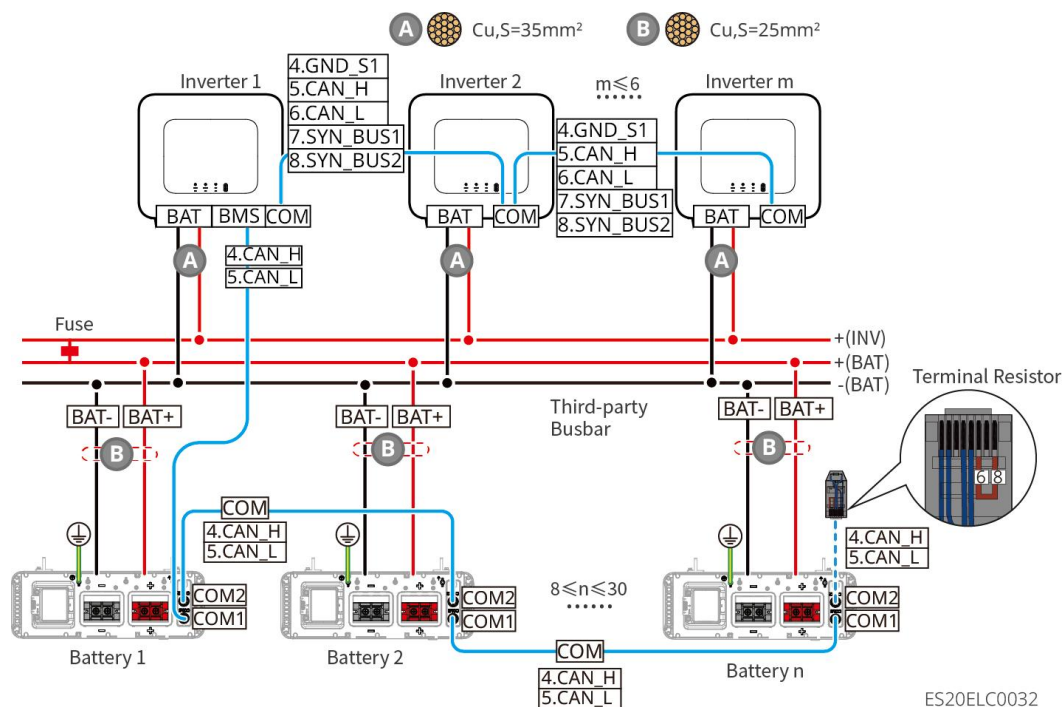 A Cu,S=35mm²
B Cu,S=25mm²
Inverter 1
4.GND_S1
5.CAN_H
6.CAN_L
7.SYN_BUS1
8.SYN_BUS2
Inverter 2
m≤6
Inverter m
4.GND_S1
5.CAN_H
6.CAN_L
7.SYN_BUS1
8.SYN_BUS2
BAT BMS COM
BAT COM
BAT COM
A
4.CAN_H
5.CAN_L
A
A
Fuse
+(INV)
+(BAT)
-(BAT)
Third-party
Busbar
Terminal Resistor
6 8
BAT- BAT+
B
BAT- BAT+
B
BAT- BAT+
B
COM
4.CAN_H
5.CAN_L
4.CAN_H
5.CAN_L
- +
+
COM2
COM1
Battery 1
- +
+
COM2
COM1
Battery 2
8≤n≤30
- +
+
COM2
COM1
Battery n
COM
4.CAN_H
5.CAN_L
ES20ELC0032